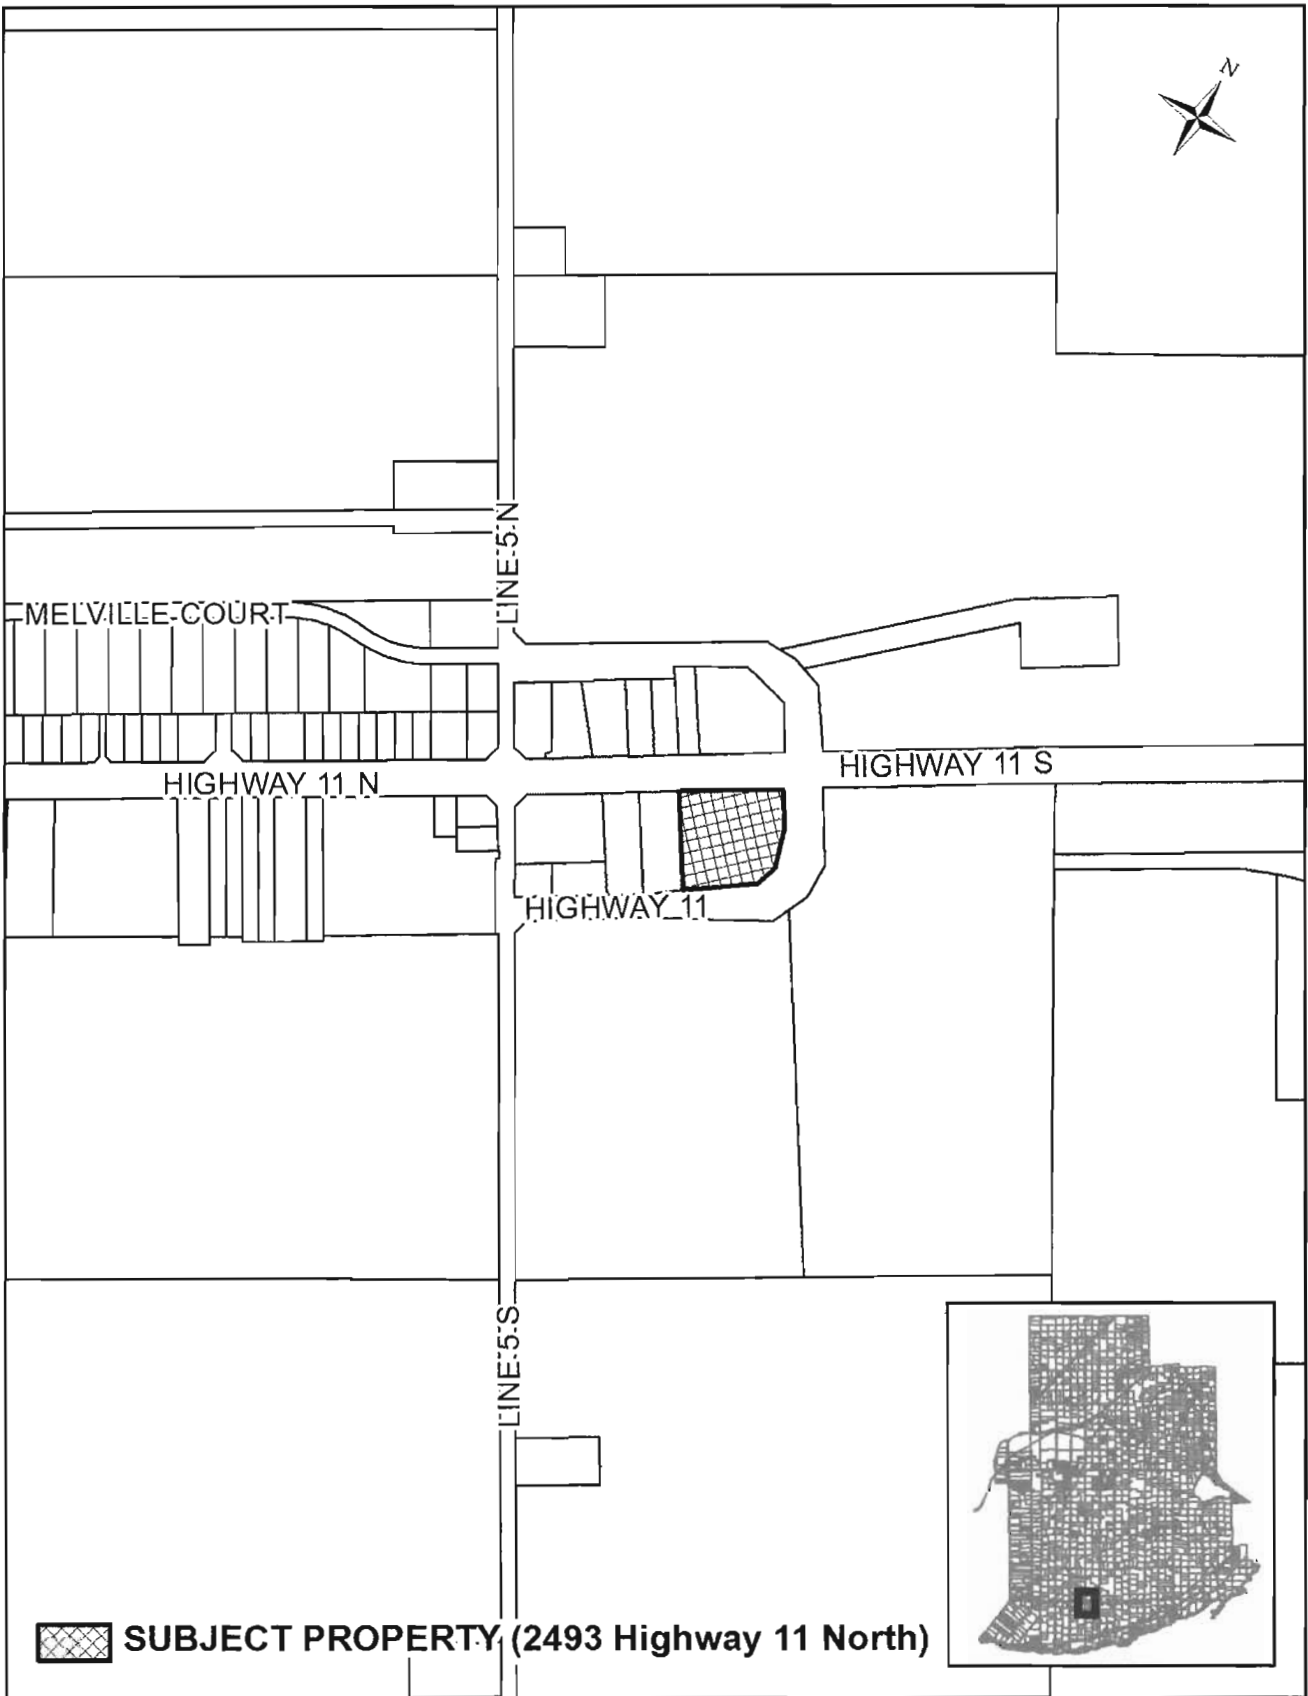 N
LINE 5 N
MELVILLE COURT
HIGHWAY 11 S
HIGHWAY 11 N
HIGHWAY 11
LINE 5 S
SUBJECT PROPERTY (2493 Highway 11 North)